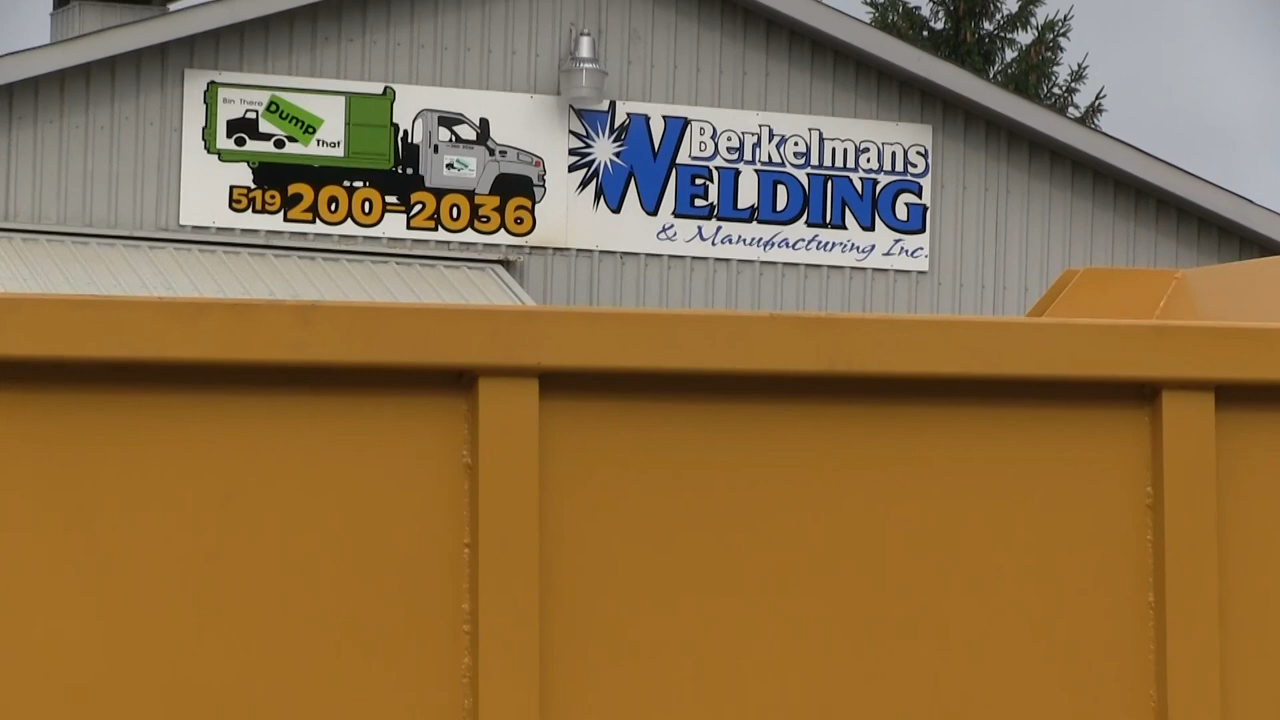 Bin There
Dump
That
519 200-2036
Berkelmans
WELDING
& Manufacturing Inc.